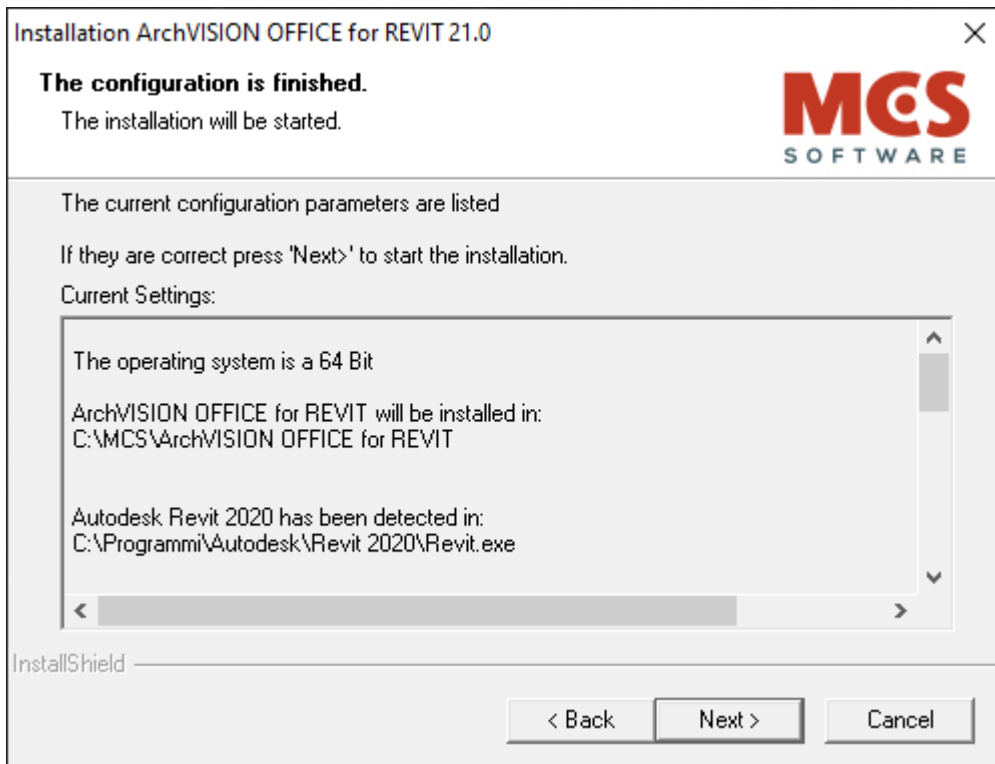 Installation ArchVISION OFFICE for REVIT 21.0
The configuration is finished.
The installation will be started.
MCS
SOFTWARE
The current configuration parameters are listed
If they are correct press 'Next>' to start the installation.
Current Settings:
The operating system is a 64 Bit
ArchVISION OFFICE for REVIT will be installed in:
C:\MCS\ArchVISION OFFICE for REVIT
Autodesk Revit 2020 has been detected in:
C:\Programmi\Autodesk\Revit 2020\Revit.exe
InstallShield
< Back
Next >
Cancel